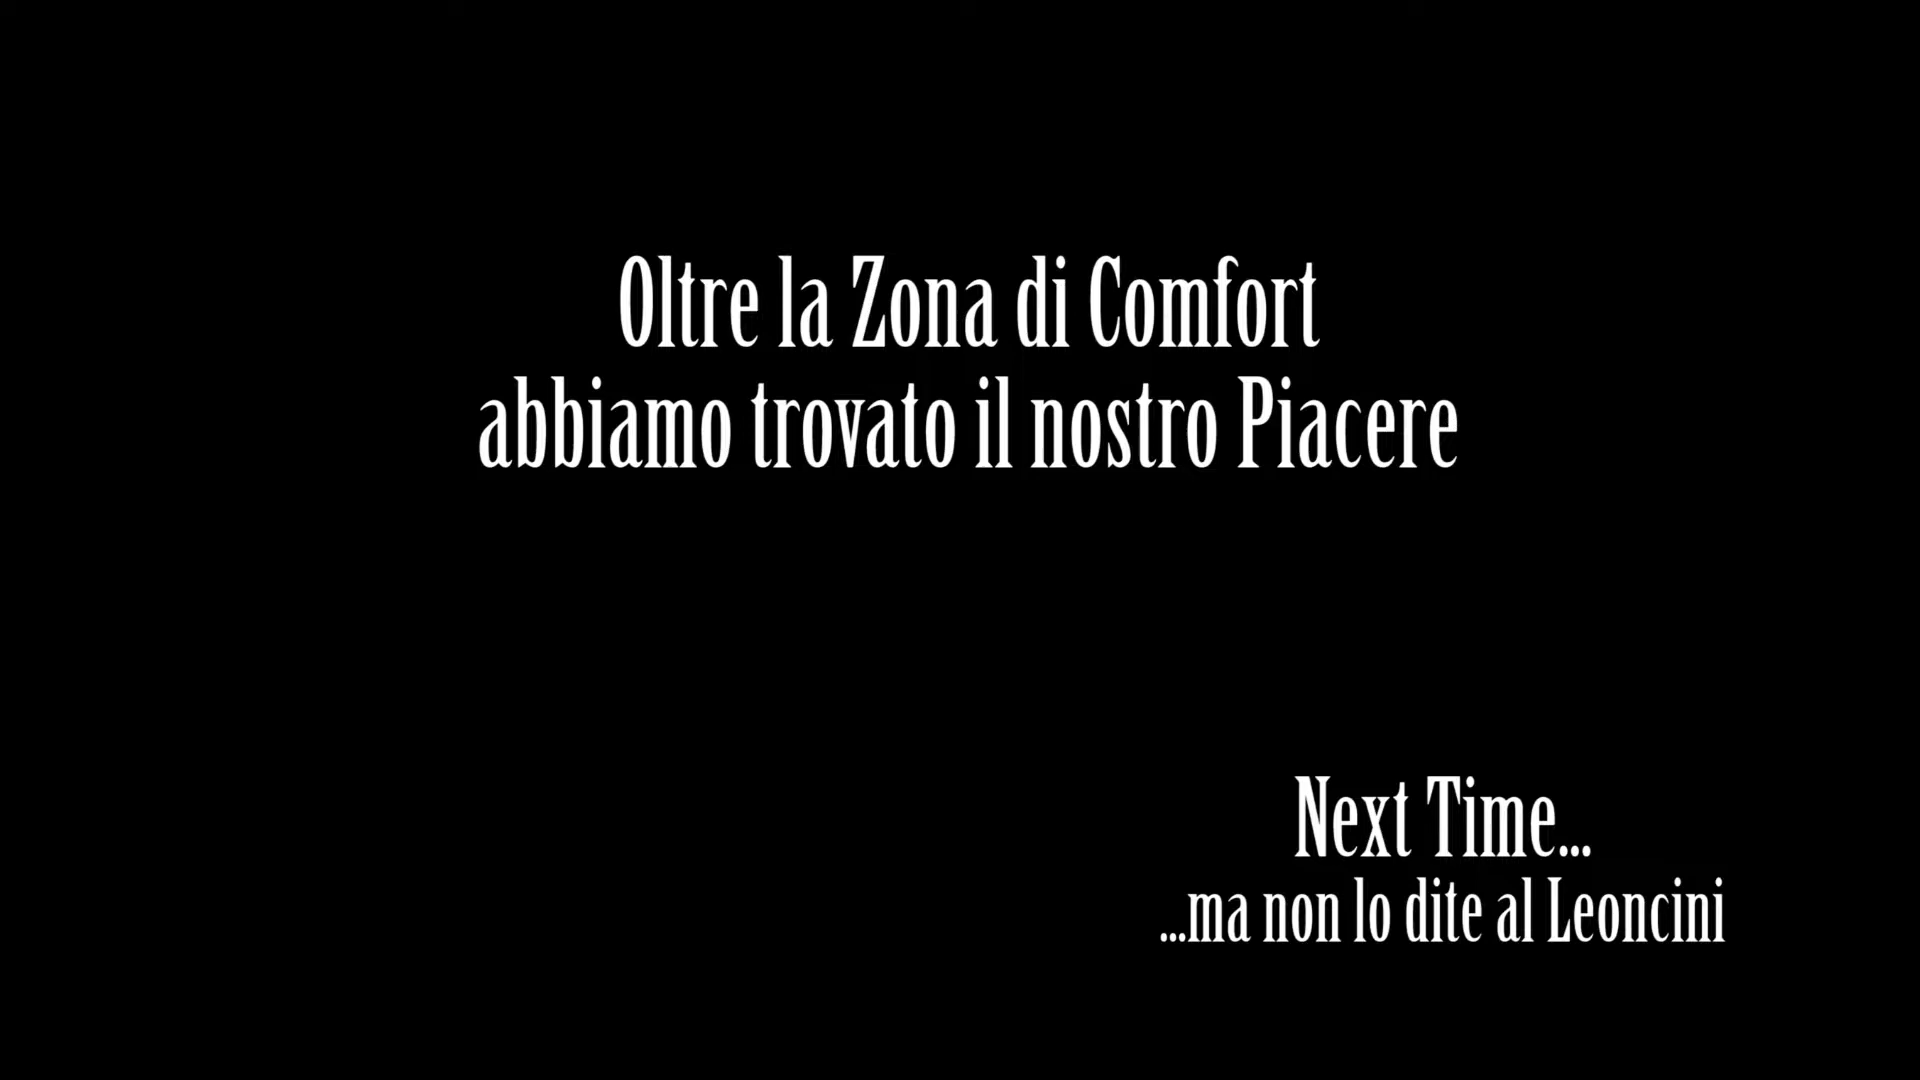 Oltre la Zona di Comfort
abbiamo trovato il nostro Piacere
Next Time...
...ma non lo dite al Leoncini